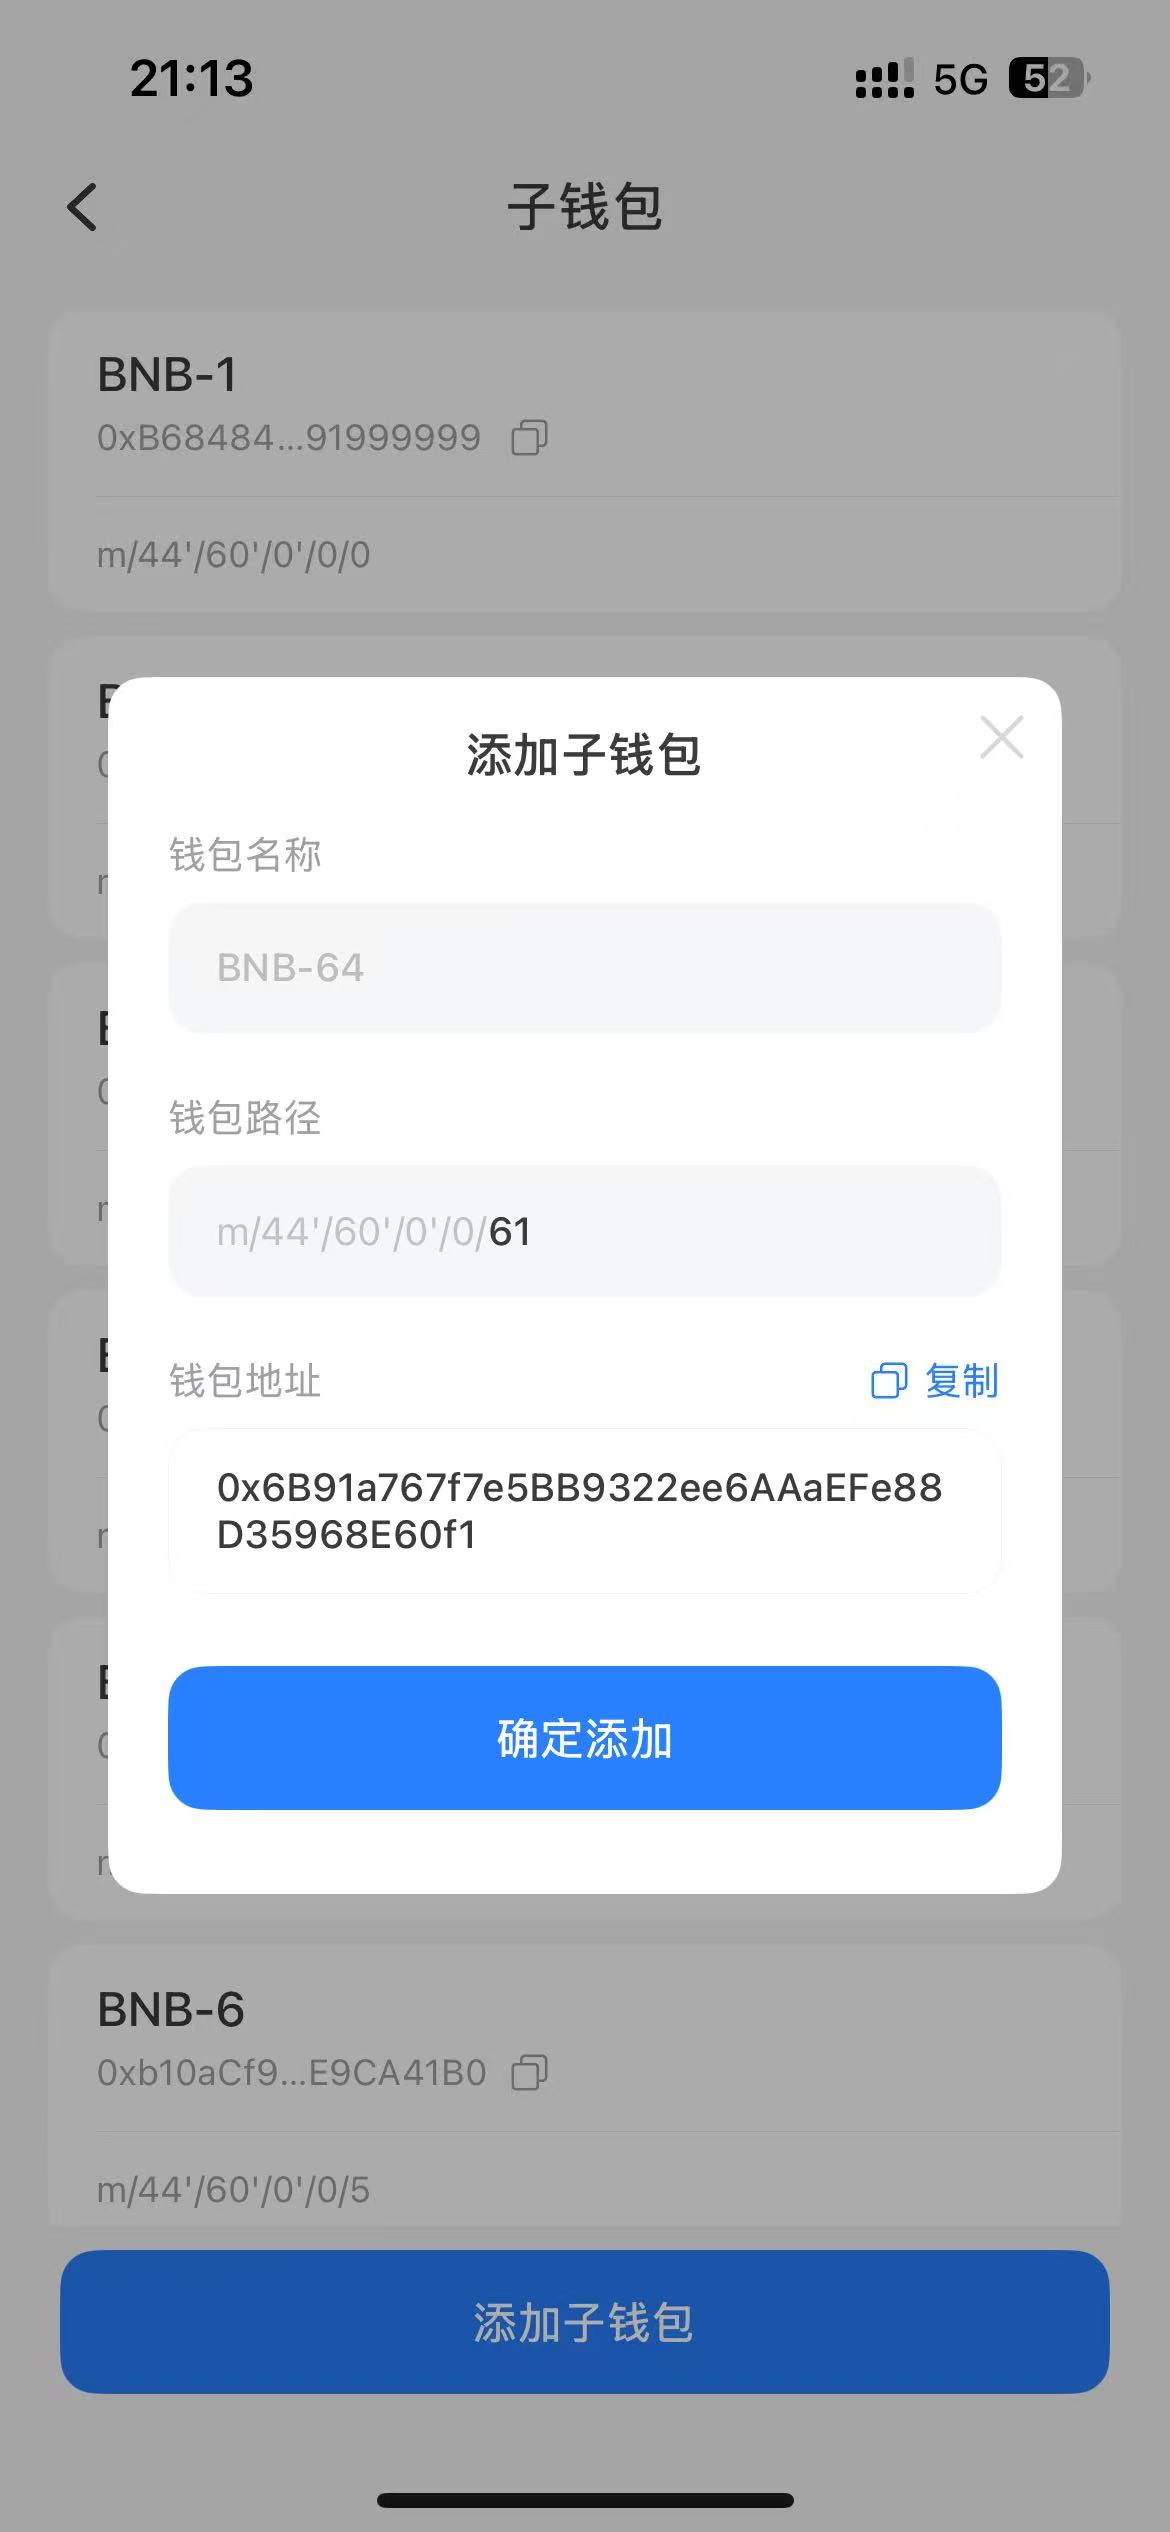 21:13
5G 52
子钱包
BNB-1
0xB68484...91999999
m/44'/60'/0'/0/0
添加子钱包
钱包名称
BNB-64
钱包路径
m/44'/60'/0'/0/61
钱包地址
复制
0x6B91a767f7e5BB9322ee6AAaEFe88
D35968E60f1
确定添加
BNB-6
0xb10aCf9...E9CA41B0
m/44'/60'/0'/0/5
添加子钱包